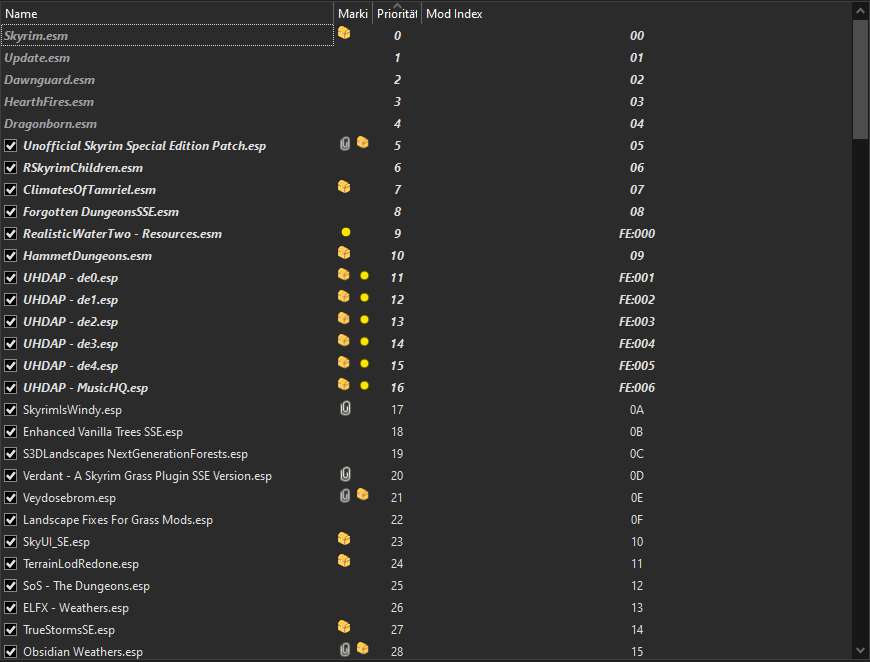 Name Marki Priorität Mod Index
Skyrim.esm 0 00
Update.esm 1 01
Dawnguard.esm 2 02
HearthFires.esm 3 03
Dragonborn.esm 4 04
Unofficial Skyrim Special Edition Patch.esp 5 05
RSkyrimChildren.esm 6 06
ClimatesOfTamriel.esm 7 07
Forgotten DungeonsSSE.esm 8 08
RealisticWaterTwo - Resources.esm 9 FE:000
HammetDungeons.esm 10 09
UHDAP - de0.esp 11 FE:001
UHDAP - de1.esp 12 FE:002
UHDAP - de2.esp 13 FE:003
UHDAP - de3.esp 14 FE:004
UHDAP - de4.esp 15 FE:005
UHDAP - MusicHQ.esp 16 FE:006
SkyrimIsWindy.esp 17 0A
Enhanced Vanilla Trees SSE.esp 18 0B
S3DLandscapes NextGenerationForests.esp 19 0C
Verdant - A Skyrim Grass Plugin SSE Version.esp 20 0D
Veydosebrom.esp 21 0E
Landscape Fixes For Grass Mods.esp 22 0F
SkyUI_SE.esp 23 10
TerrainLodRedone.esp 24 11
SoS - The Dungeons.esp 25 12
ELFX - Weathers.esp 26 13
TrueStormsSE.esp 27 14
Obsidian Weathers.esp 28 15